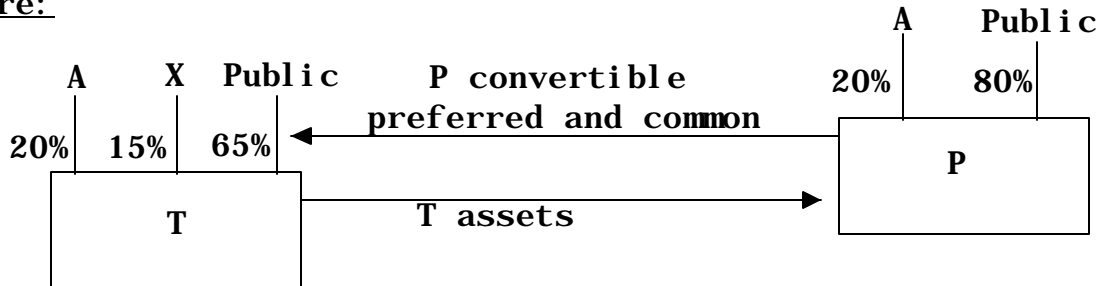 re:
A Public
A X Public P convertible 20% 80%
preferred and common
20% 15% 65%
P
T T assets